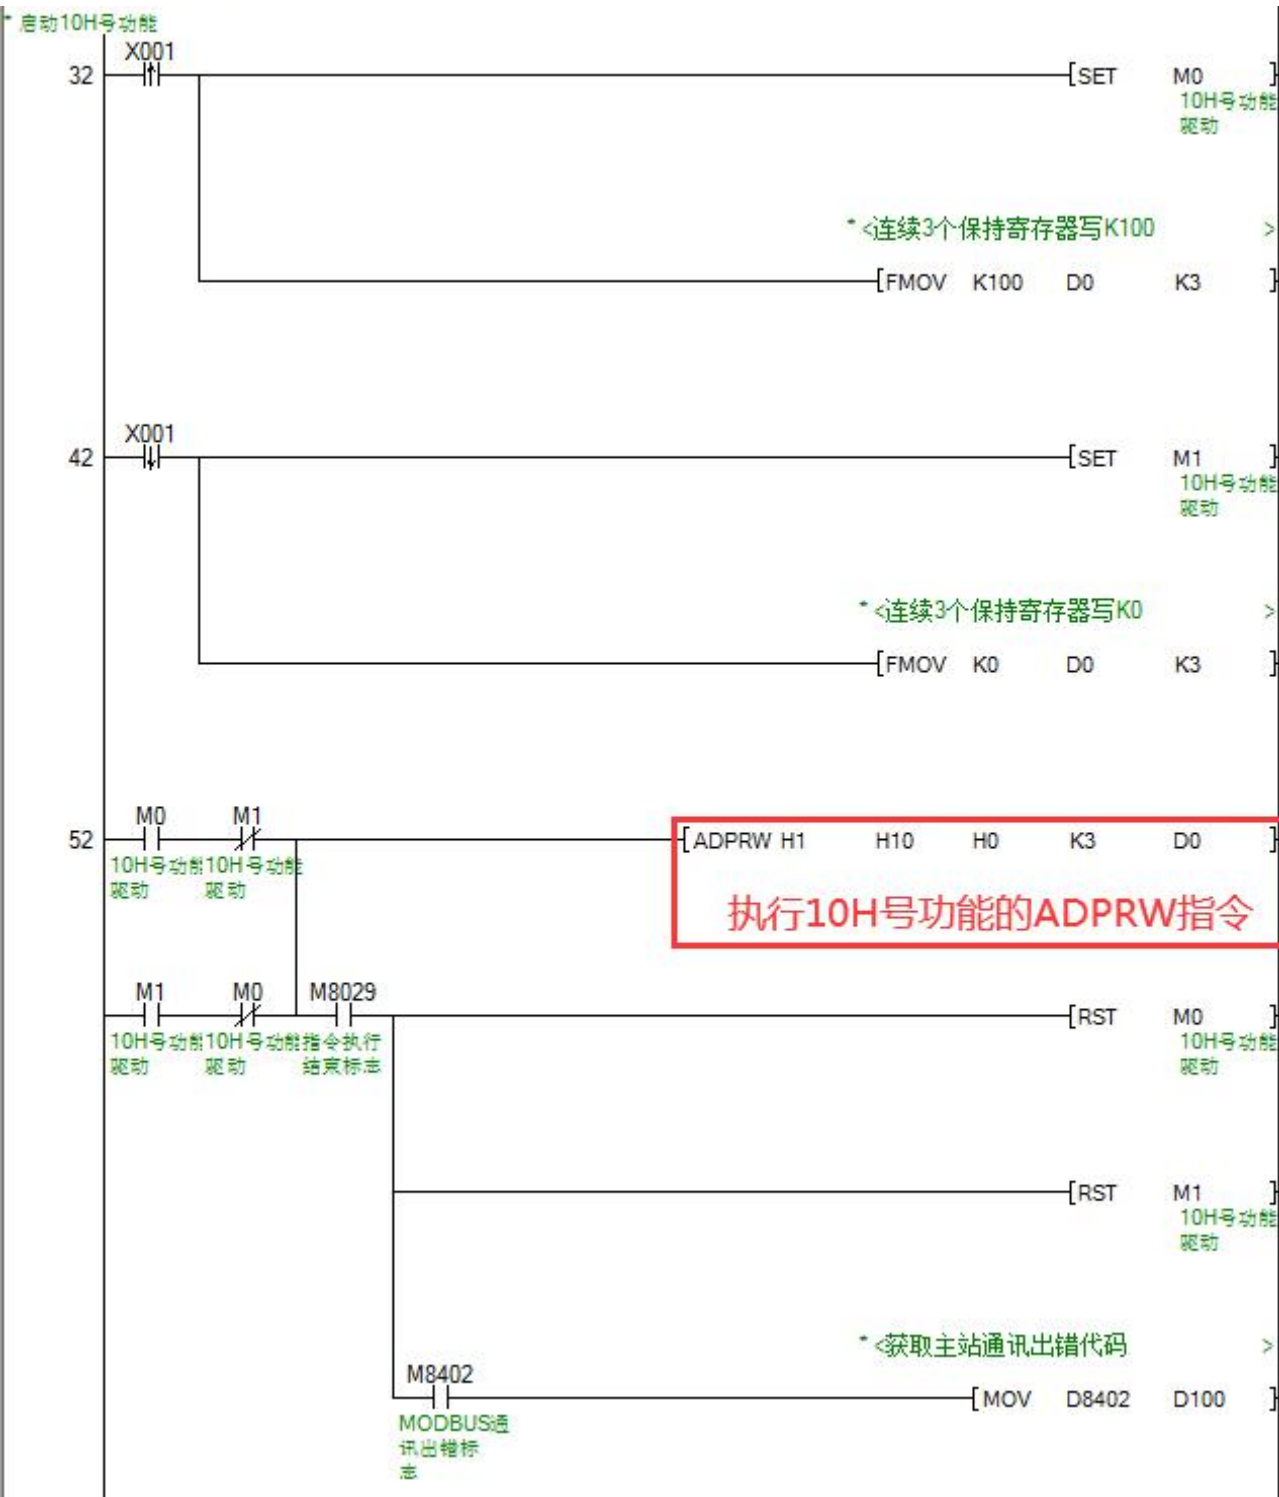 * 启动10H号功能
X001
32 [SET M0 ]
10H号功能
驱动
* <连续3个保持寄存器写K100 >
[FMOV K100 D0 K3 ]
X001
42 [SET M1 ]
10H号功能
驱动
* <连续3个保持寄存器写K0 >
[FMOV K0 D0 K3 ]
M0 M1
52 [ADPRW H1 H10 H0 K3 D0 ]
10H号功能 10H号功能
驱动 驱动
执行10H号功能的ADPRW指令
M1 M0 M8029
[RST M0 ]
10H号功能 10H号功能 指令执行 10H号功能
驱动 驱动 结束标志 驱动
[RST M1 ]
10H号功能
驱动
* <获取主站通讯出错代码 >
M8402
[MOV D8402 D100 ]
MODBUS通
讯出错标
志